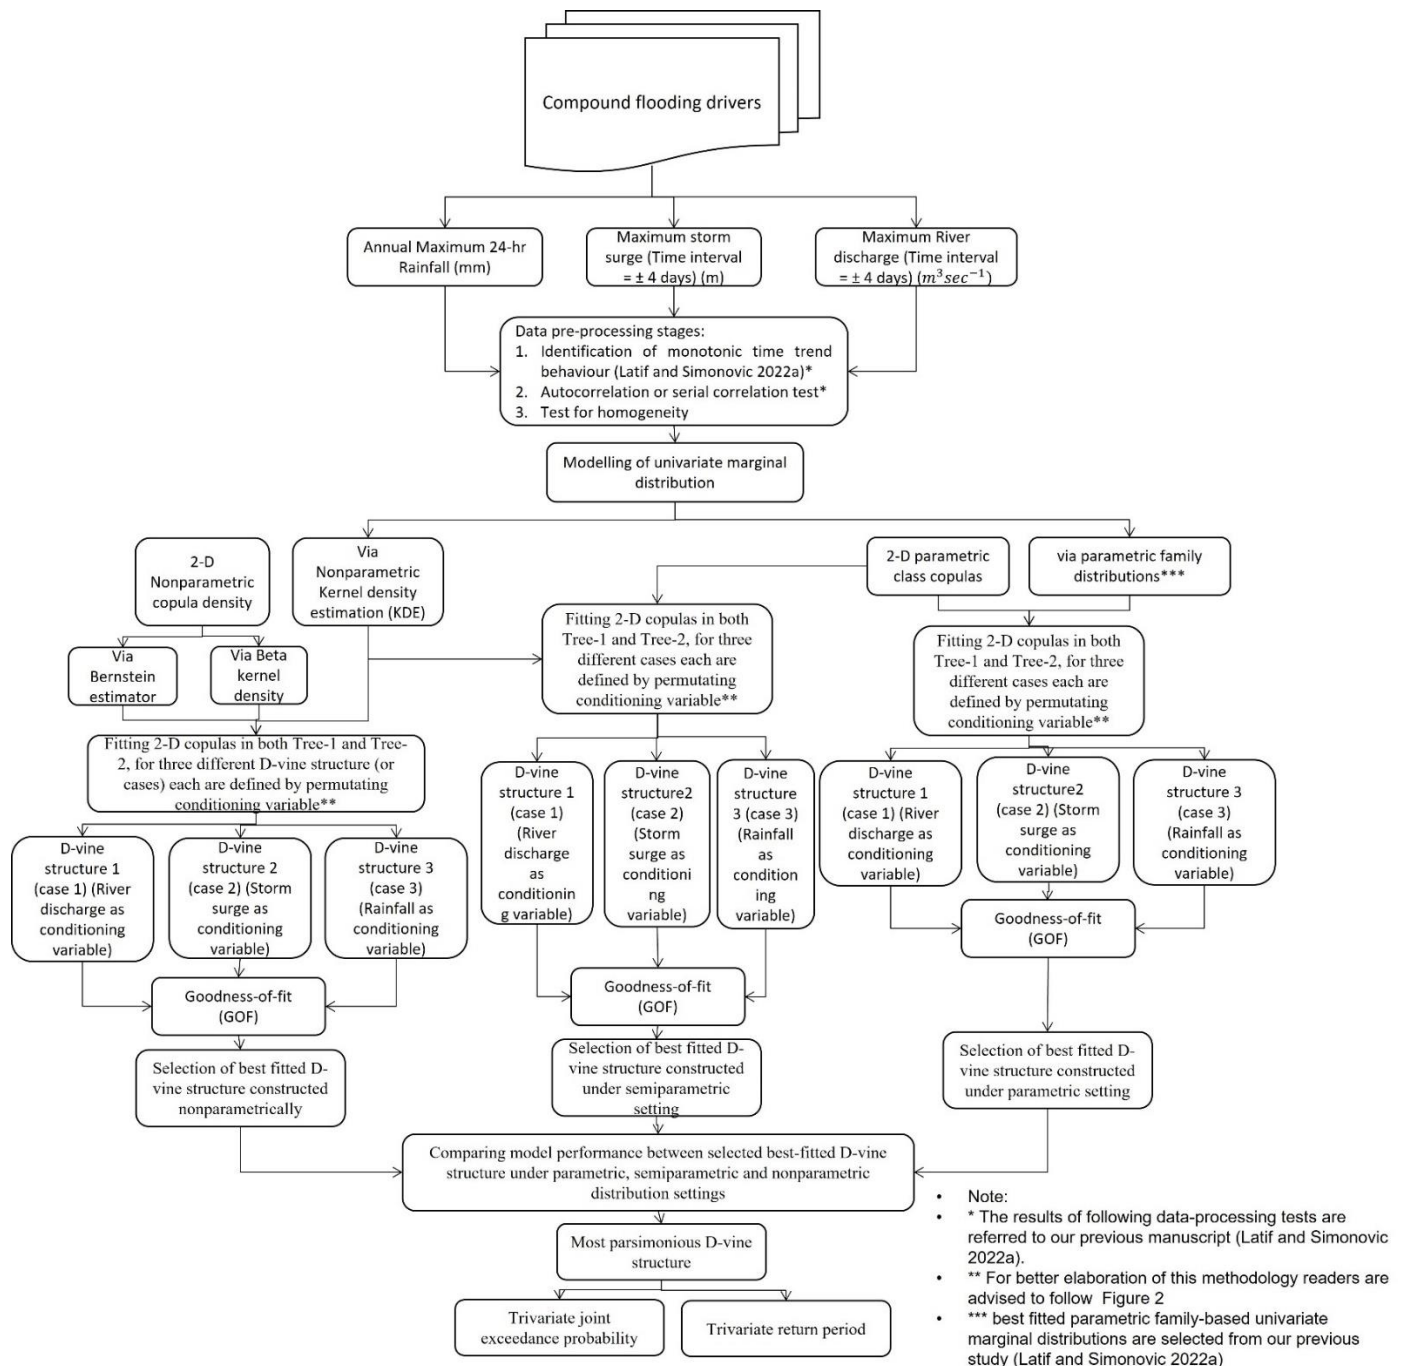 Compound flooding drivers
Annual Maximum 24-hr
Rainfall (mm)
Maximum storm
surge (Time interval
= ± 4 days) (m)
Maximum River
discharge (Time interval
= ± 4 days) (m³sec⁻¹)
Data pre-processing stages:
1. Identification of monotonic time trend
behaviour (Latif and Simonovic 2022a)*
2. Autocorrelation or serial correlation test*
3. Test for homogeneity
Modelling of univariate marginal
distribution
2-D
Nonparametric
copula density
Via
Nonparametric
Kernel density
estimation (KDE)
2-D parametric
class copulas
via parametric family
distributions***
Via
Bernstein
estimator
Via Beta
kernel
density
Fitting 2-D copulas in both
Tree-1 and Tree-2, for three
different cases each are
defined by permutating
conditioning variable**
Fitting 2-D copulas in both
Tree-1 and Tree-2, for three
different cases each are
defined by permutating
conditioning variable**
Fitting 2-D copulas in both Tree-1 and Tree-
2, for three different D-vine structure (or
cases) each are defined by permutating
conditioning variable**
D-vine
structure 1
(case 1) (River
discharge as
conditioning
variable)
D-vine
structure 2
(case 2) (Storm
surge as
conditioning
variable)
D-vine
structure 3
(case 3)
(Rainfall as
conditioning
variable)
D-vine
structure 1
(case 1)
(River
discharge
as
conditionin
g variable)
D-vine
structure2
(case 2)
(Storm
surge as
conditioni
ng
variable)
D-vine
structure
3 (case 3)
(Rainfall
as
condition
ing
variable)
D-vine
structure 1
(case 1) (River
discharge as
conditioning
variable)
D-vine
structure2
(case 2) (Storm
surge as
conditioning
variable)
D-vine
structure 3
(case 3)
(Rainfall as
conditioning
variable)
Goodness-of-fit
(GOF)
Goodness-of-fit
(GOF)
Goodness-of-fit
(GOF)
Selection of best fitted D-
vine structure constructed
nonparametrically
Selection of best fitted D-
vine structure constructed
under semiparametric
setting
Selection of best fitted D-
vine structure constructed
under parametric setting
Comparing model performance between selected best-fitted D-vine
structure under parametric, semiparametric and nonparametric
distribution settings
Most parsimonious D-vine
structure
Trivariate joint
exceedance probability
Trivariate return period
• Note:
• * The results of following data-processing tests are
referred to our previous manuscript (Latif and Simonovic
2022a).
• ** For better elaboration of this methodology readers are
advised to follow Figure 2
• *** best fitted parametric family-based univariate
marginal distributions are selected from our previous
study (Latif and Simonovic 2022a)